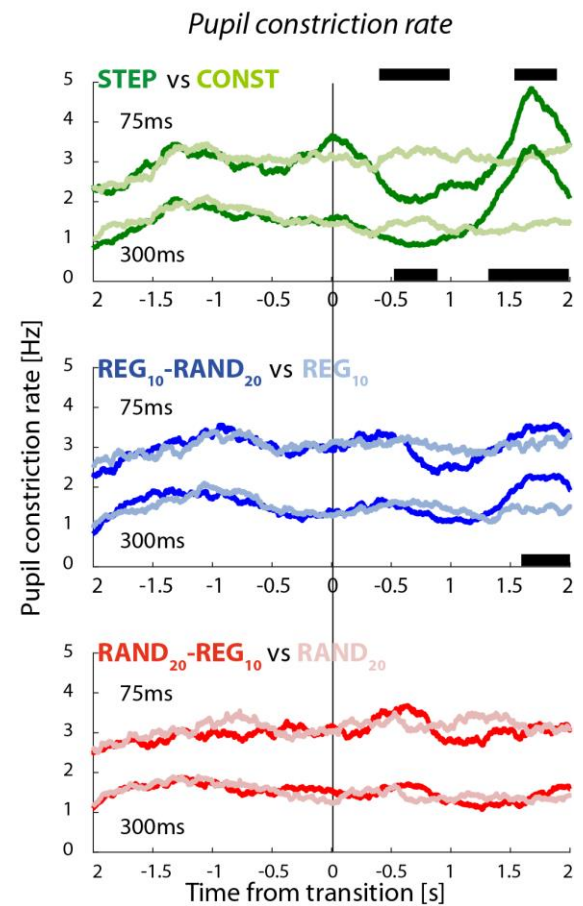 Pupil constriction rate
STEP vs CONST
5
75ms
4
3
2
1
300ms
0
2 -1.5 -1 -0.5 0 -0.5 1 1.5 2
REG10-RAND20 vs REG10
5
75ms
4
3
2
1
300ms
0
2 -1.5 -1 -0.5 0 -0.5 1 1.5 2
Pupil constriction rate [Hz]
RAND20-REG10 vs RAND20
5
75ms
4
3
2
1
300ms
0
2 -1.5 -1 -0.5 0 -0.5 1 1.5 2
Time from transition [s]